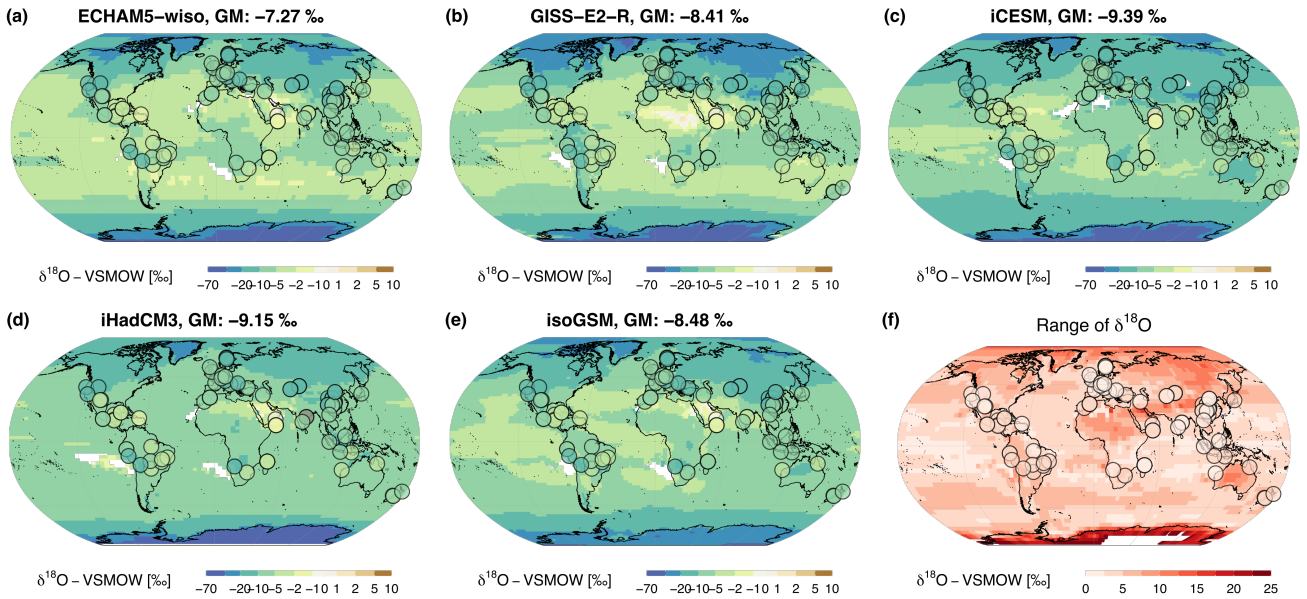 (a) ECHAM5−wiso, GM: −7.27 ‰
(b) GISS−E2−R, GM: −8.41 ‰
(c) iCESM, GM: −9.39 ‰
δ¹⁸O − VSMOW [‰] −70 −20 −10 −5 −2 −1 0 1 2 5 10
δ¹⁸O − VSMOW [‰] −70 −20 −10 −5 −2 −1 0 1 2 5 10
δ¹⁸O − VSMOW [‰] −70 −20 −10 −5 −2 −1 0 1 2 5 10
(d) iHadCM3, GM: −9.15 ‰
(e) isoGSM, GM: −8.48 ‰
(f) Range of δ¹⁸O
δ¹⁸O − VSMOW [‰] −70 −20 −10 −5 −2 −1 0 1 2 5 10
δ¹⁸O − VSMOW [‰] −70 −20 −10 −5 −2 −1 0 1 2 5 10
δ¹⁸O − VSMOW [‰] 0 5 10 15 20 25